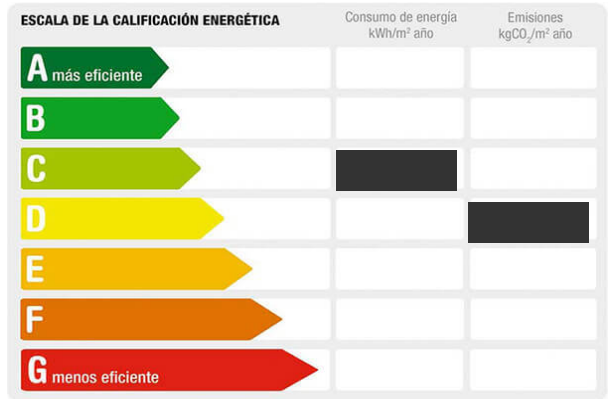 ESCALA DE LA CALIFICACIÓN ENERGÉTICA
Consumo de energía
kWh/m² año
Emisiones
kgCO₂/m² año
A más eficiente
B
C
D
E
F
G menos eficiente